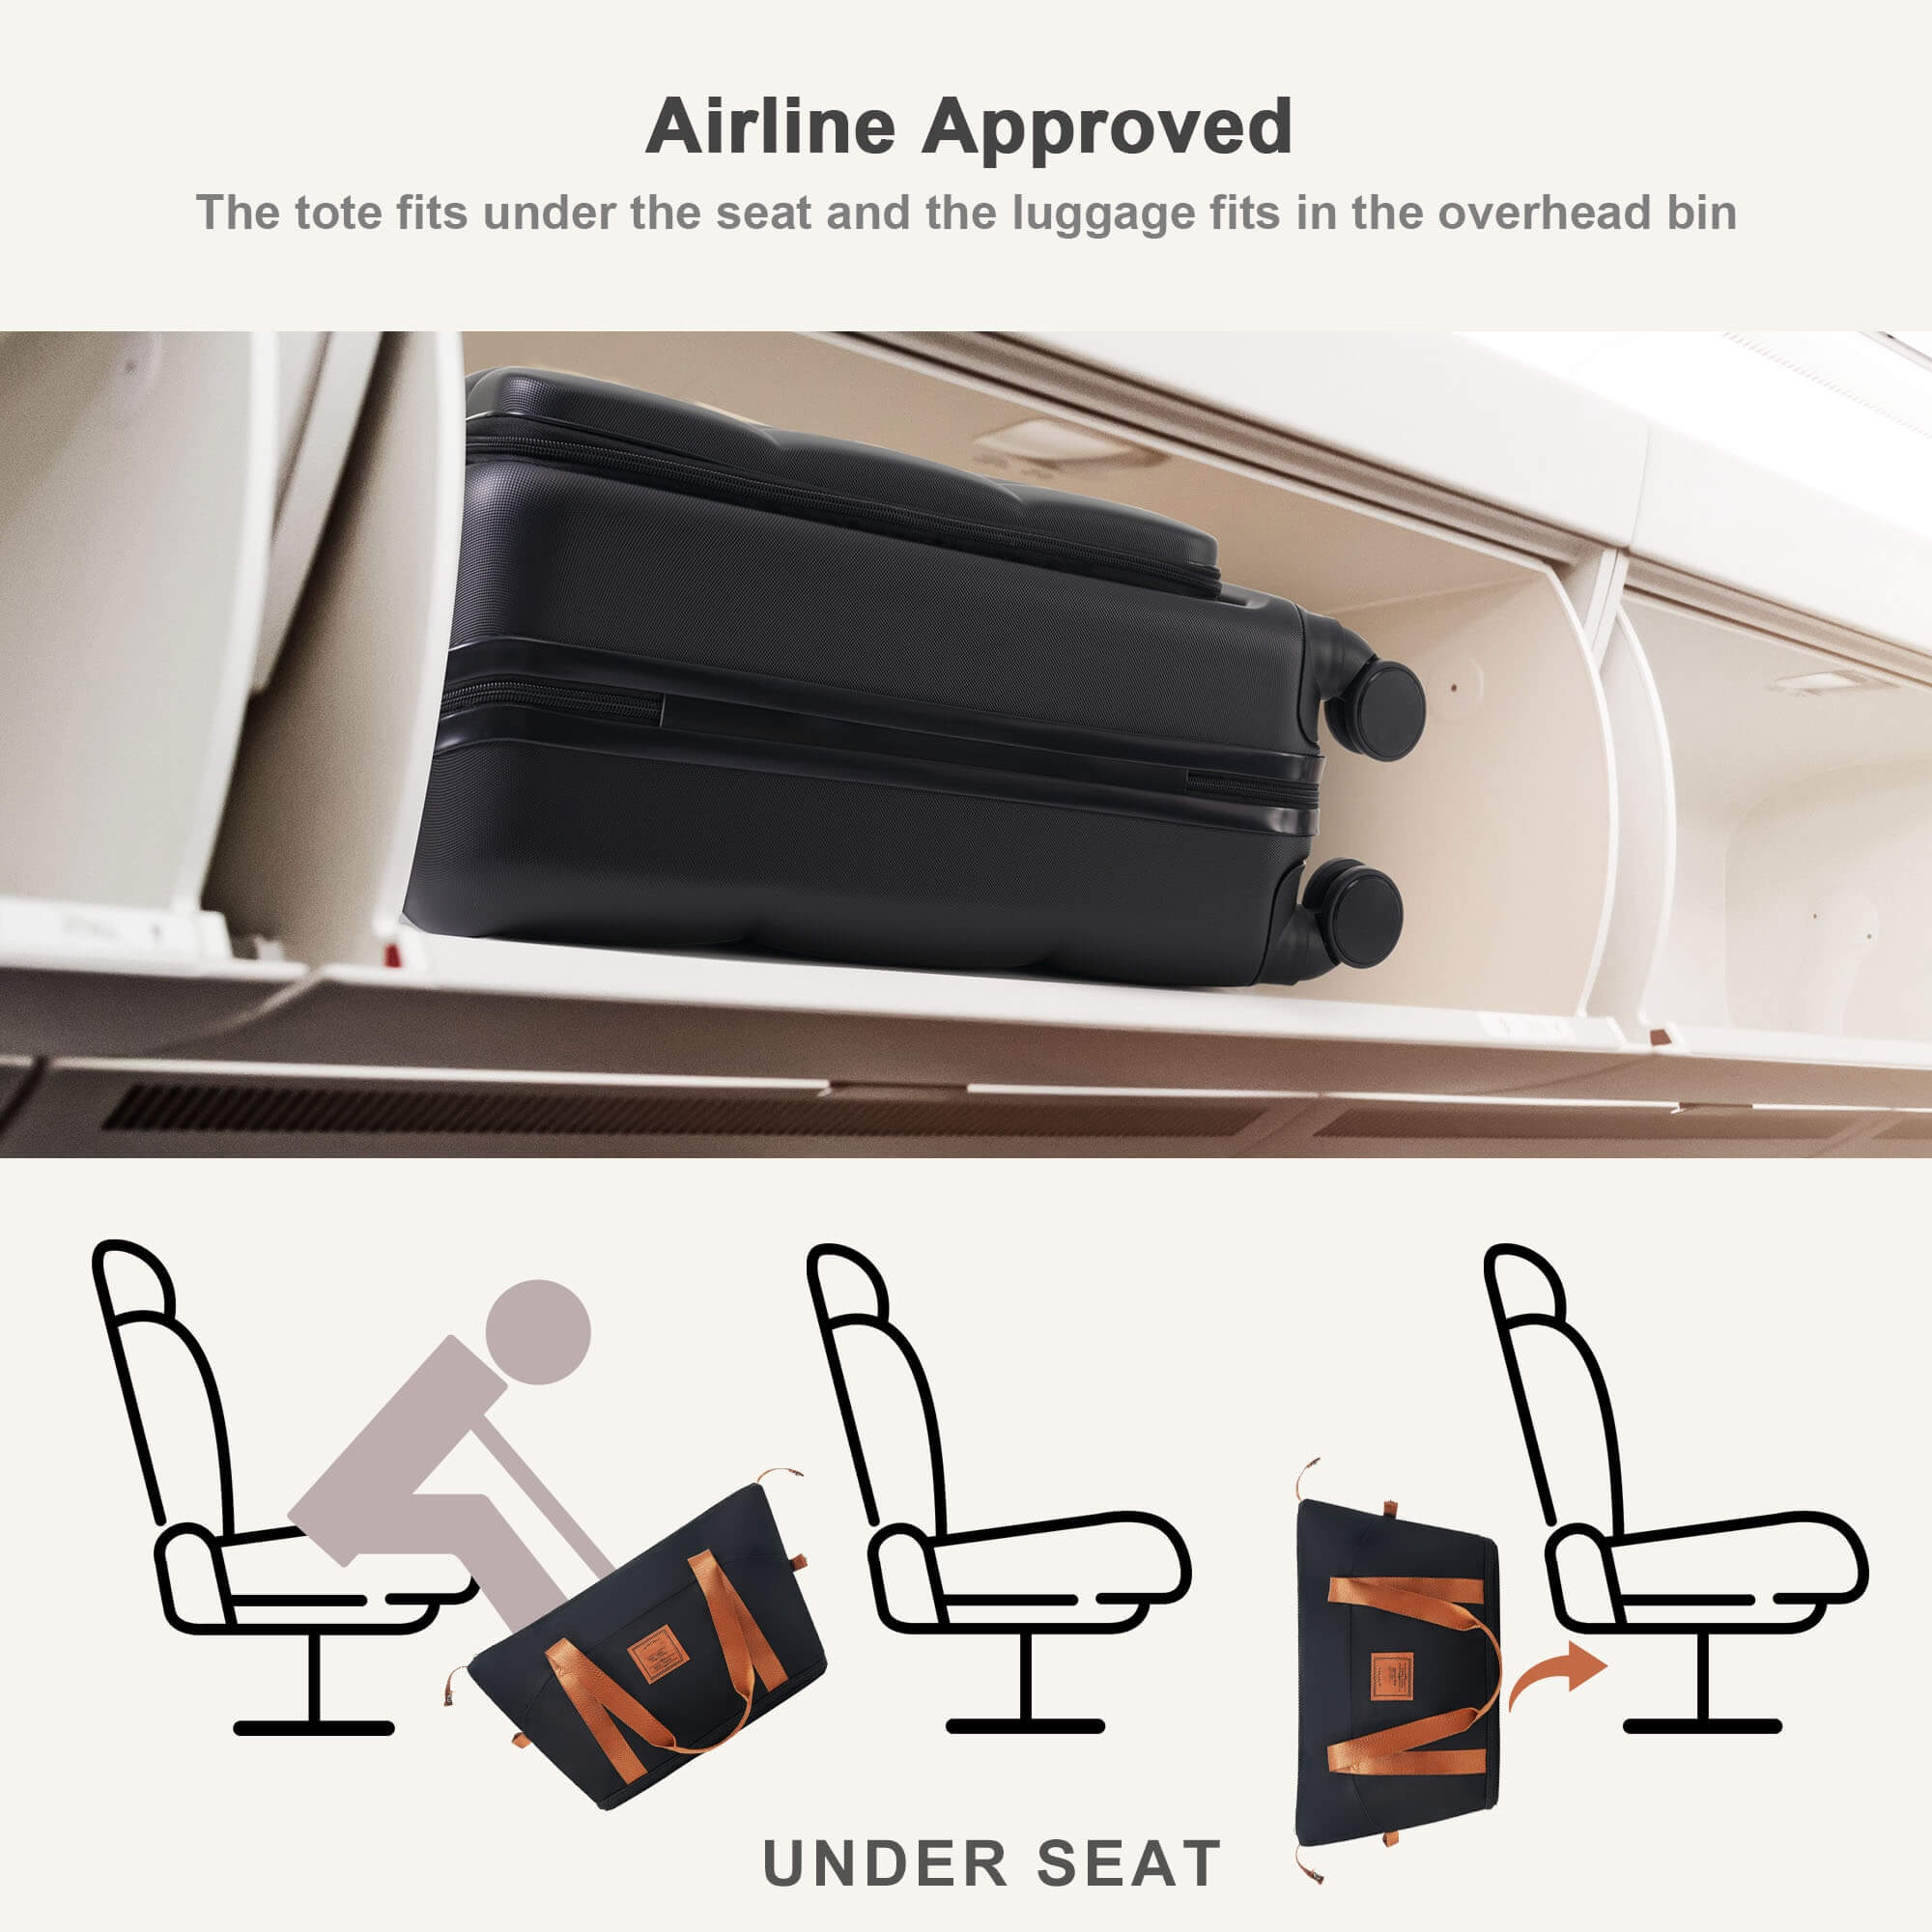 Airline Approved
The tote fits under the seat and the luggage fits in the overhead bin
UNDER SEAT